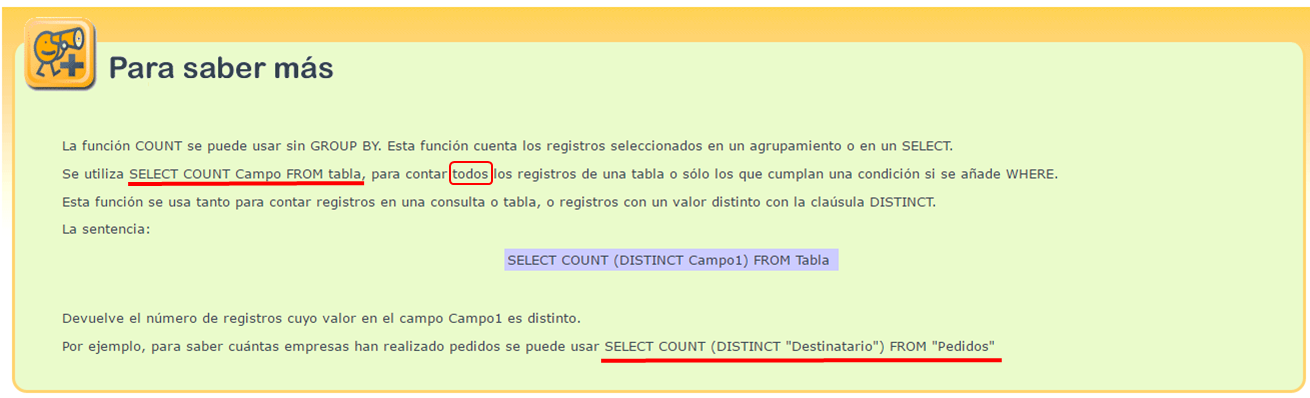 Para saber más
La función COUNT se puede usar sin GROUP BY. Esta función cuenta los registros seleccionados en un agrupamiento o en un SELECT.
Se utiliza SELECT COUNT Campo FROM tabla, para contar todos los registros de una tabla o sólo los que cumplan una condición si se añade WHERE.
Esta función se usa tanto para contar registros en una consulta o tabla, o registros con un valor distinto con la claúsula DISTINCT.
La sentencia:
SELECT COUNT (DISTINCT Campo1) FROM Tabla
Devuelve el número de registros cuyo valor en el campo Campo1 es distinto.
Por ejemplo, para saber cuántas empresas han realizado pedidos se puede usar SELECT COUNT (DISTINCT "Destinatario") FROM "Pedidos"